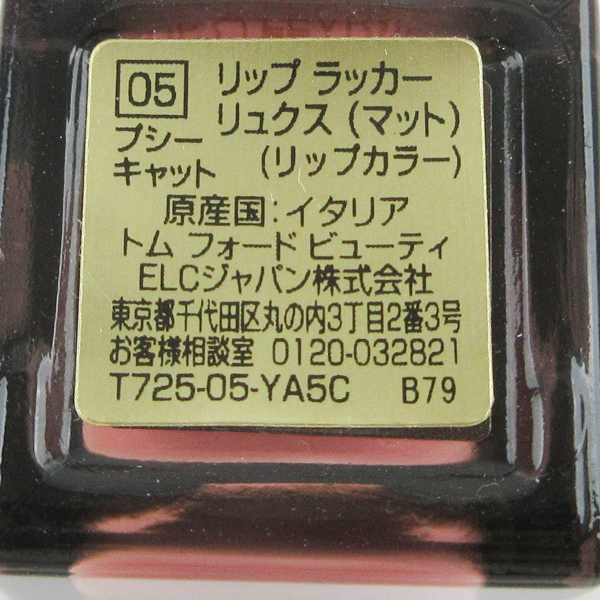 05 リップ ラッカー
プシー リュクス (マット)
キャット (リップカラー)
原産国:イタリア
トム フォード ビューティ
ELCジャパン株式会社
東京都千代田区丸の内3丁目2番3号
お客様相談室 0120-032821
T725-05-YA5C B79